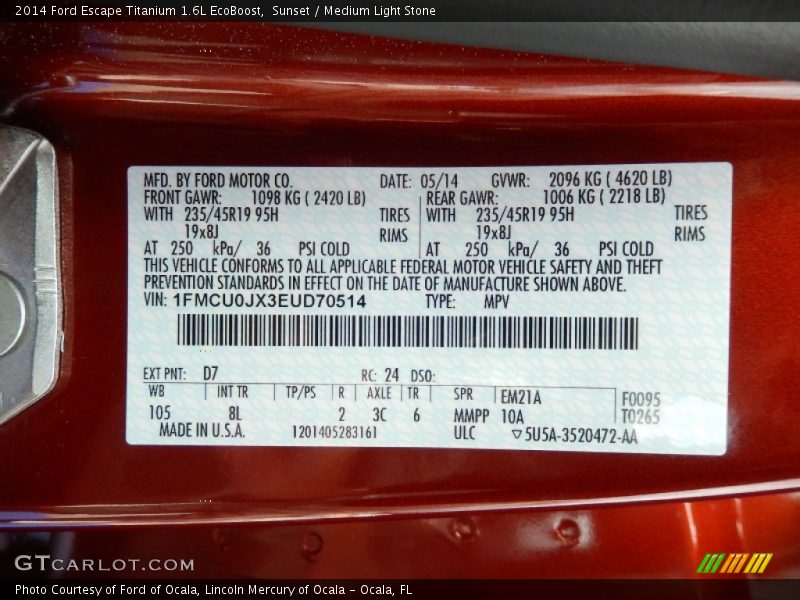 2014 Ford Escape Titanium 1.6L EcoBoost,  Sunset / Medium Light Stone
MFD. BY FORD MOTOR CO. DATE: 05/14 GVWR: 2096 KG ( 4620 LB)
FRONT GAWR: 1098 KG ( 2420 LB) REAR GAWR: 1006 KG ( 2218 LB)
WITH 235/45R19 95H TIRES WITH 235/45R19 95H TIRES
19x8J RIMS 19x8J RIMS
AT 250 kPa/ 36 PSI COLD AT 250 kPa/ 36 PSI COLD
THIS VEHICLE CONFORMS TO ALL APPLICABLE FEDERAL MOTOR VEHICLE SAFETY AND THEFT
PREVENTION STANDARDS IN EFFECT ON THE DATE OF MANUFACTURE SHOWN ABOVE.
VIN: 1FMCU0JX3EUD70514 TYPE: MPV
EXT PNT: D7 RC: 24 DSO:
WB INT TR TP/PS R AXLE TR SPR EM21A F0095
105 8L 2 3C 6 MMPP 10A T0265
MADE IN U.S.A. 1201405283161 ULC ▽5U5A-3520472-AA
GTCARLOT.COM
Photo Courtesy of Ford of Ocala, Lincoln Mercury of Ocala - Ocala, FL